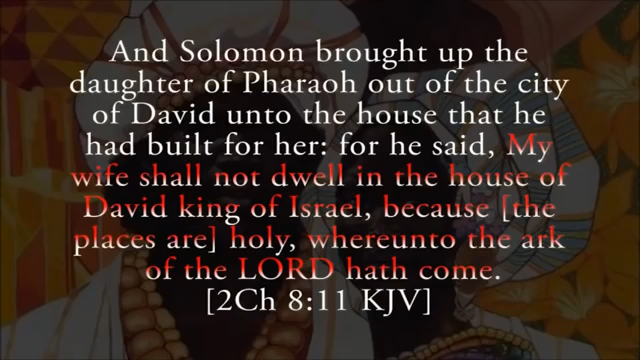 And Solomon brought up the
daughter of Pharaoh out of the city
of David unto the house that he
had built for her: for he said, My
wife shall not dwell in the house of
David king of Israel, because [the
places are] holy, whereunto the ark
of the LORD hath come.
[2Ch 8:11 KJV]